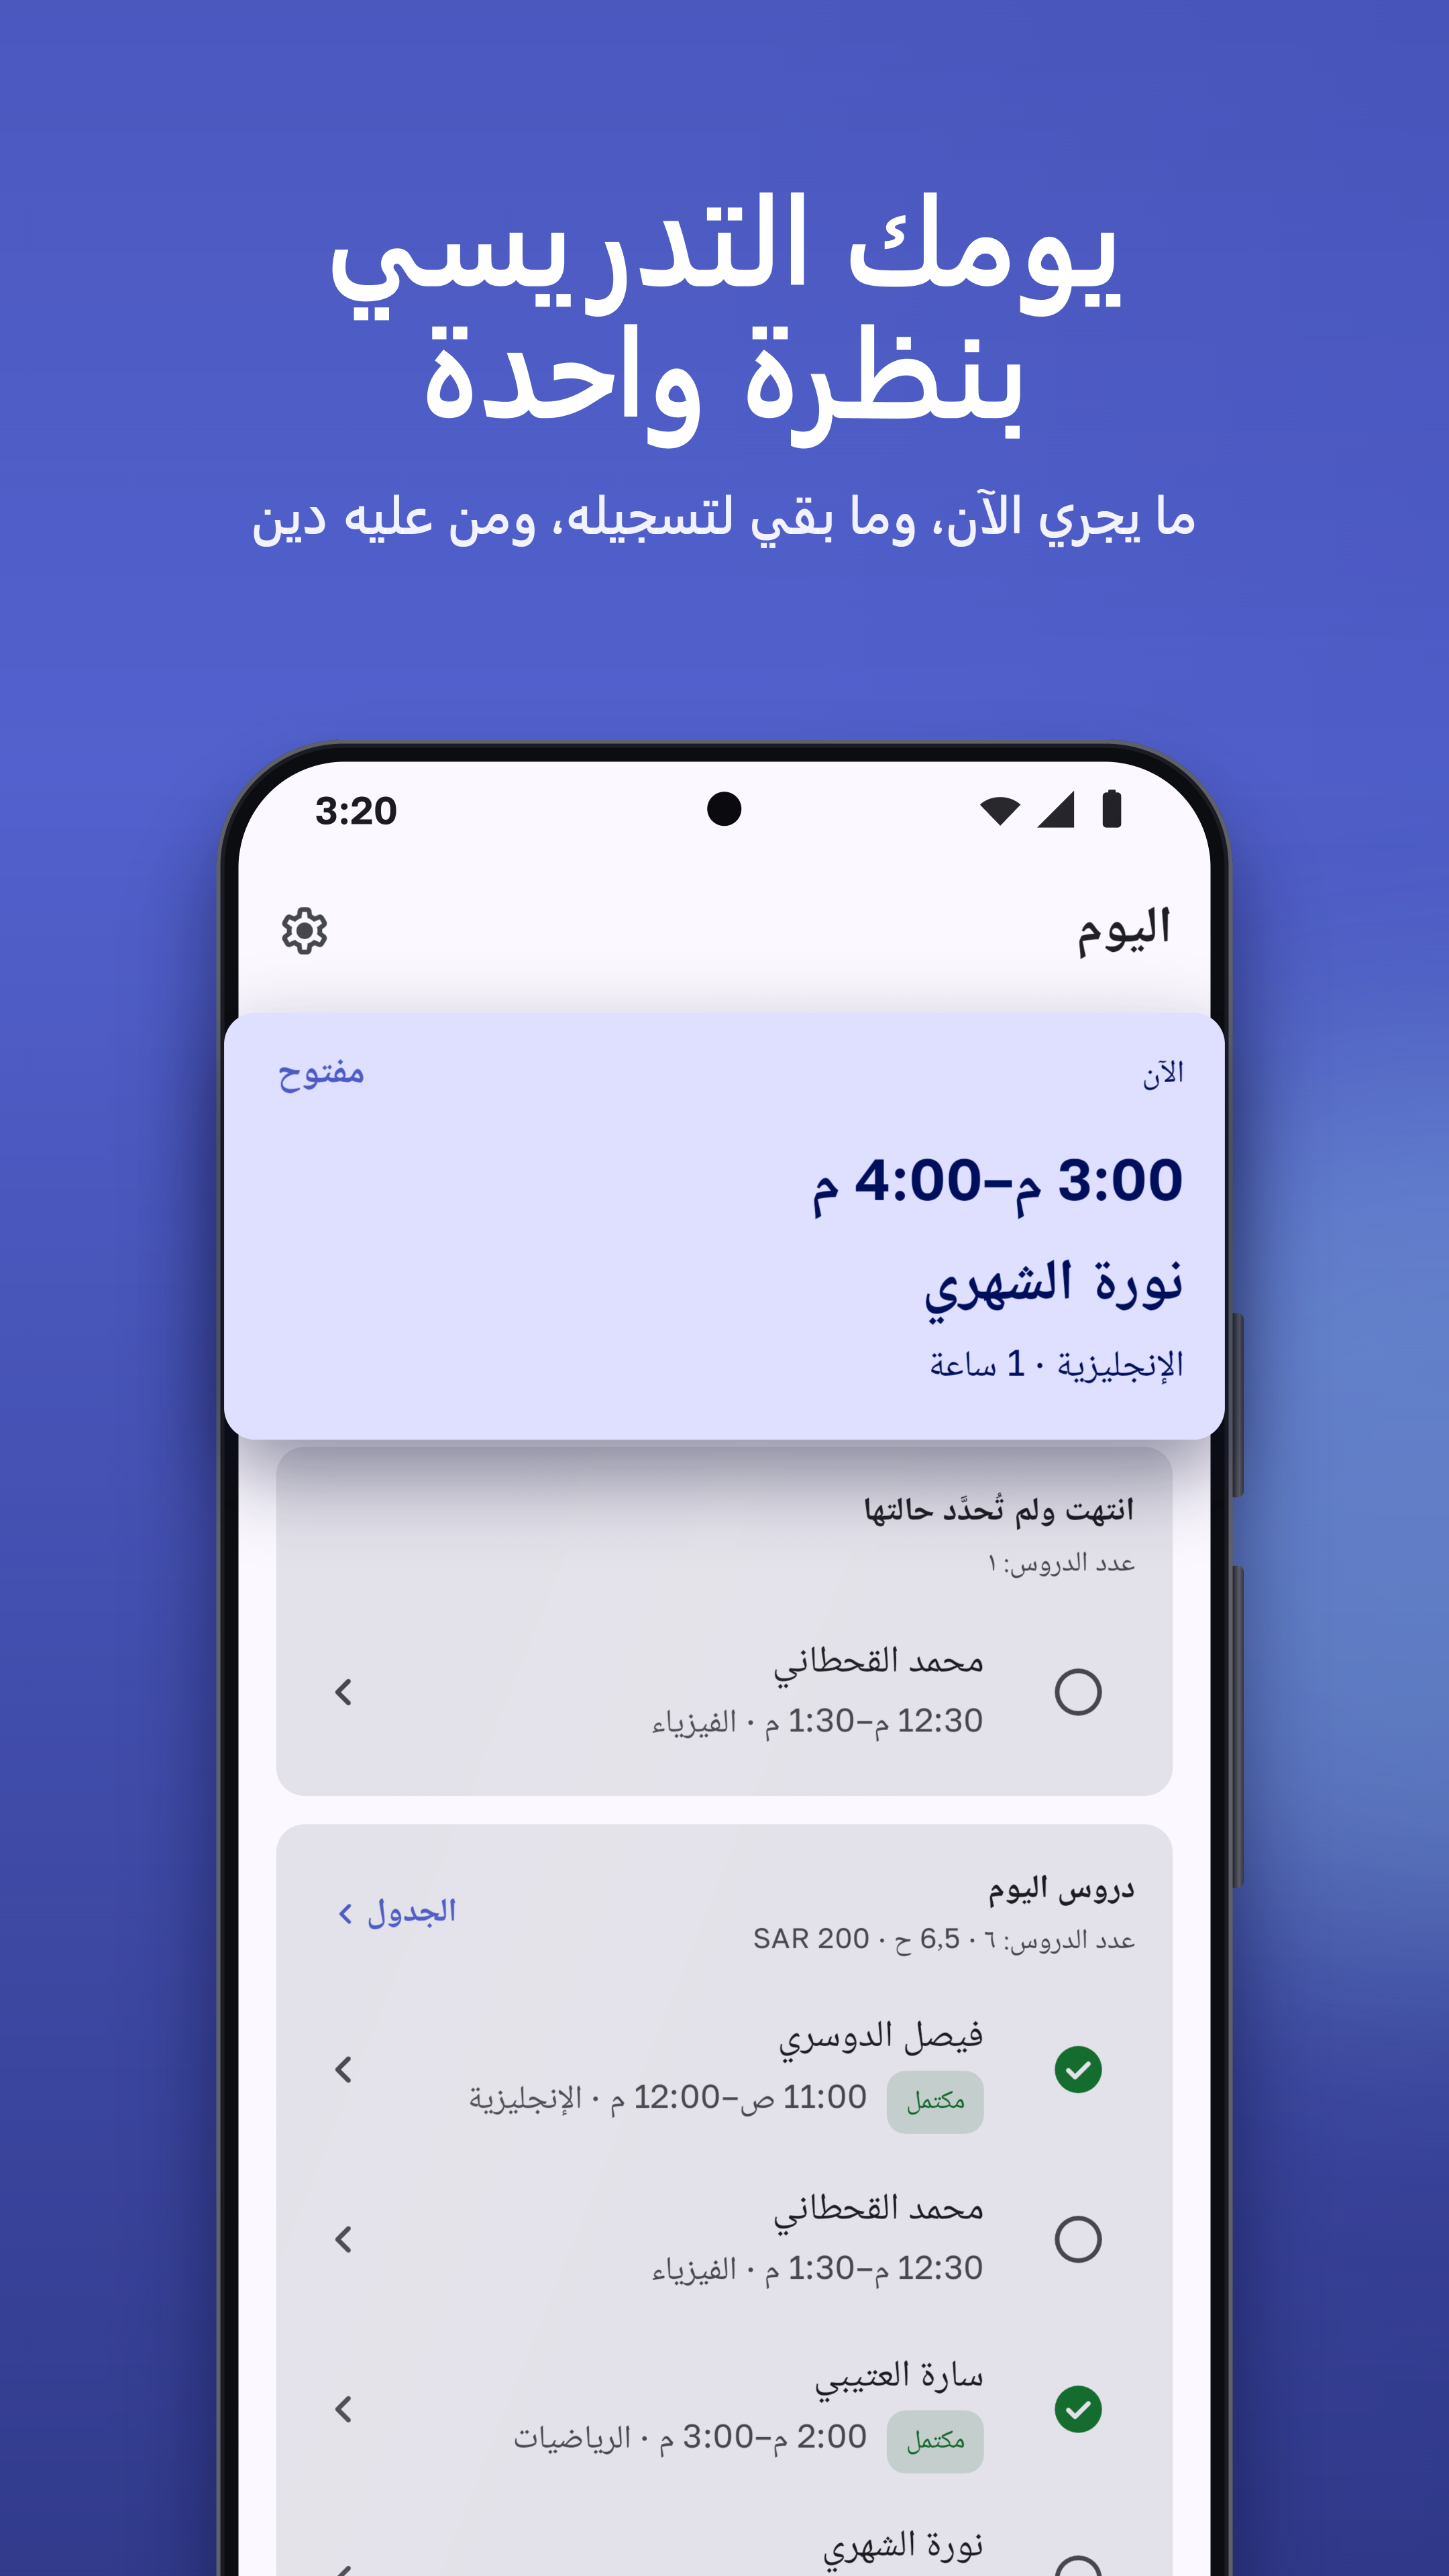 يومك التدريسي
بنظرة واحدة
ما يجري الآن، وما بقي لتسجيله، ومن عليه دين
3:20
اليوم
الآن
مفتوح
3:00 م–4:00 م
نورة الشهري
الإنجليزية · 1 ساعة
انتهت ولم تُحدَّد حالتها
عدد الدروس: ١
محمد القحطاني
12:30 م–1:30 م · الفيزياء
دروس اليوم
الجدول
عدد الدروس: ٦ · 6,5 ح · SAR 200
فيصل الدوسري
مكتمل 11:00 ص–12:00 م · الإنجليزية
محمد القحطاني
12:30 م–1:30 م · الفيزياء
سارة العتيبي
مكتمل 2:00 م–3:00 م · الرياضيات
نورة الشهري